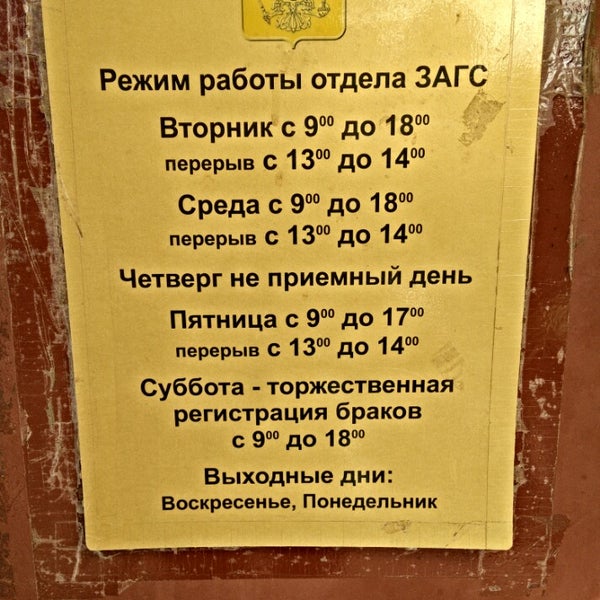 Режим работы отдела ЗАГС
Вторник с 9⁰⁰ до 18⁰⁰
перерыв с 13⁰⁰ до 14⁰⁰
Среда с 9⁰⁰ до 18⁰⁰
перерыв с 13⁰⁰ до 14⁰⁰
Четверг не приемный день
Пятница с 9⁰⁰ до 17⁰⁰
перерыв с 13⁰⁰ до 14⁰⁰
Суббота - торжественная
регистрация браков
с 9⁰⁰ до 18⁰⁰
Выходные дни:
Воскресенье, Понедельник